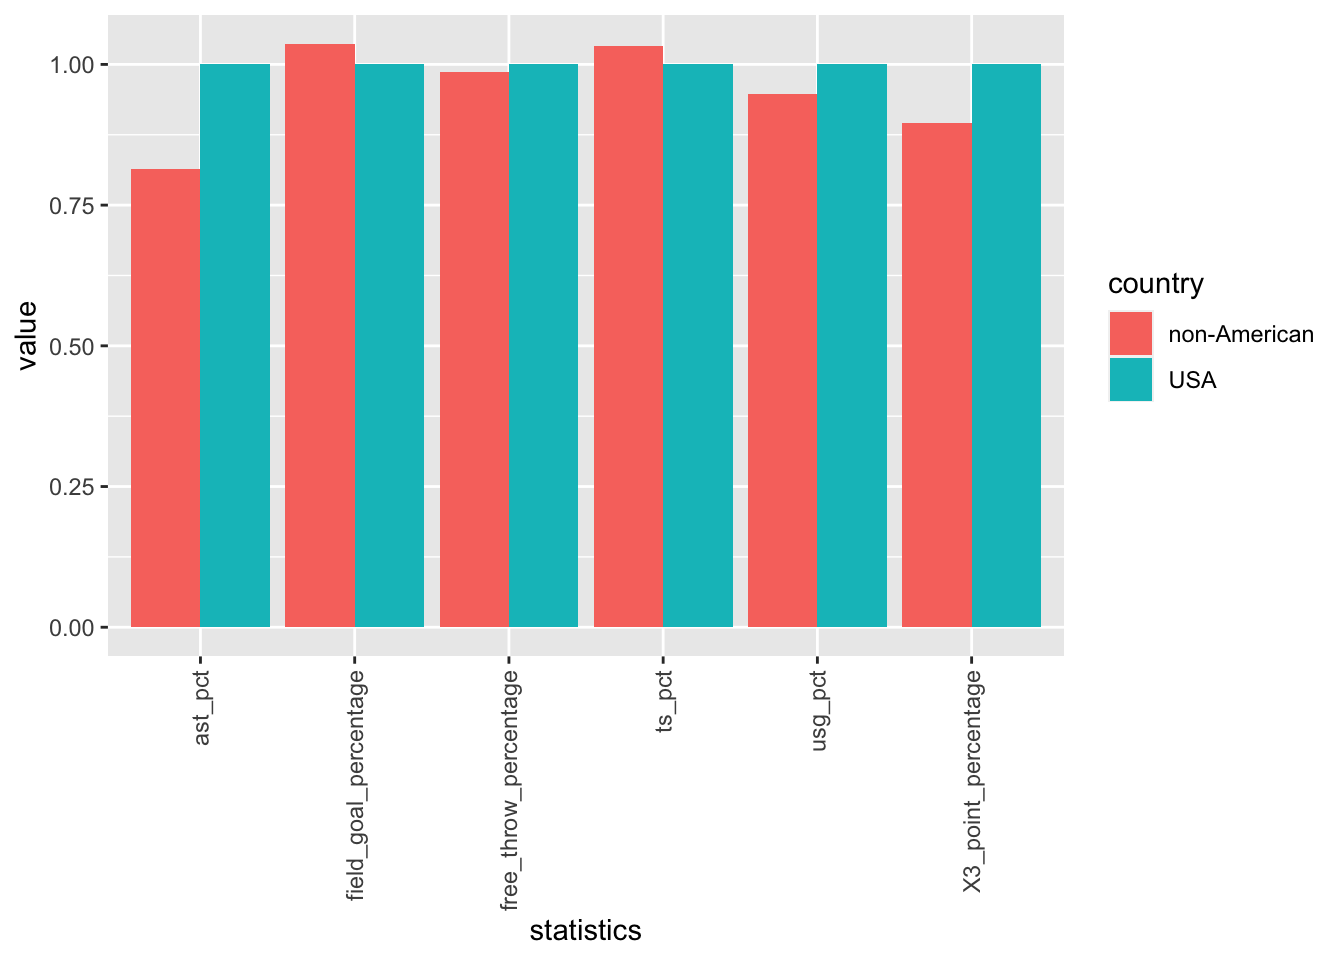 1.00
0.75
0.50
0.25
0.00
value
ast_pct
field_goal_percentage
free_throw_percentage
ts_pct
usg_pct
X3_point_percentage
statistics
country
non-American
USA